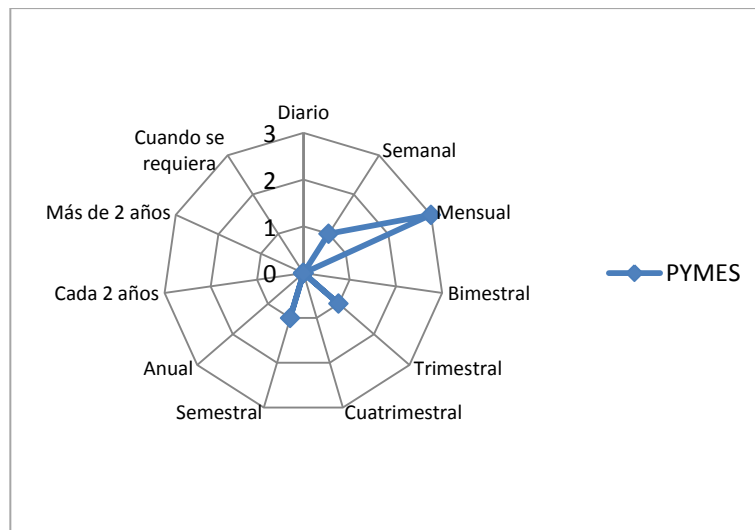 Diario
Semanal
Mensual
Bimestral
Trimestral
Cuatrimestral
Semestral
Anual
Cada 2 años
Más de 2 años
Cuando se
requiera
3
2
1
0
PYMES